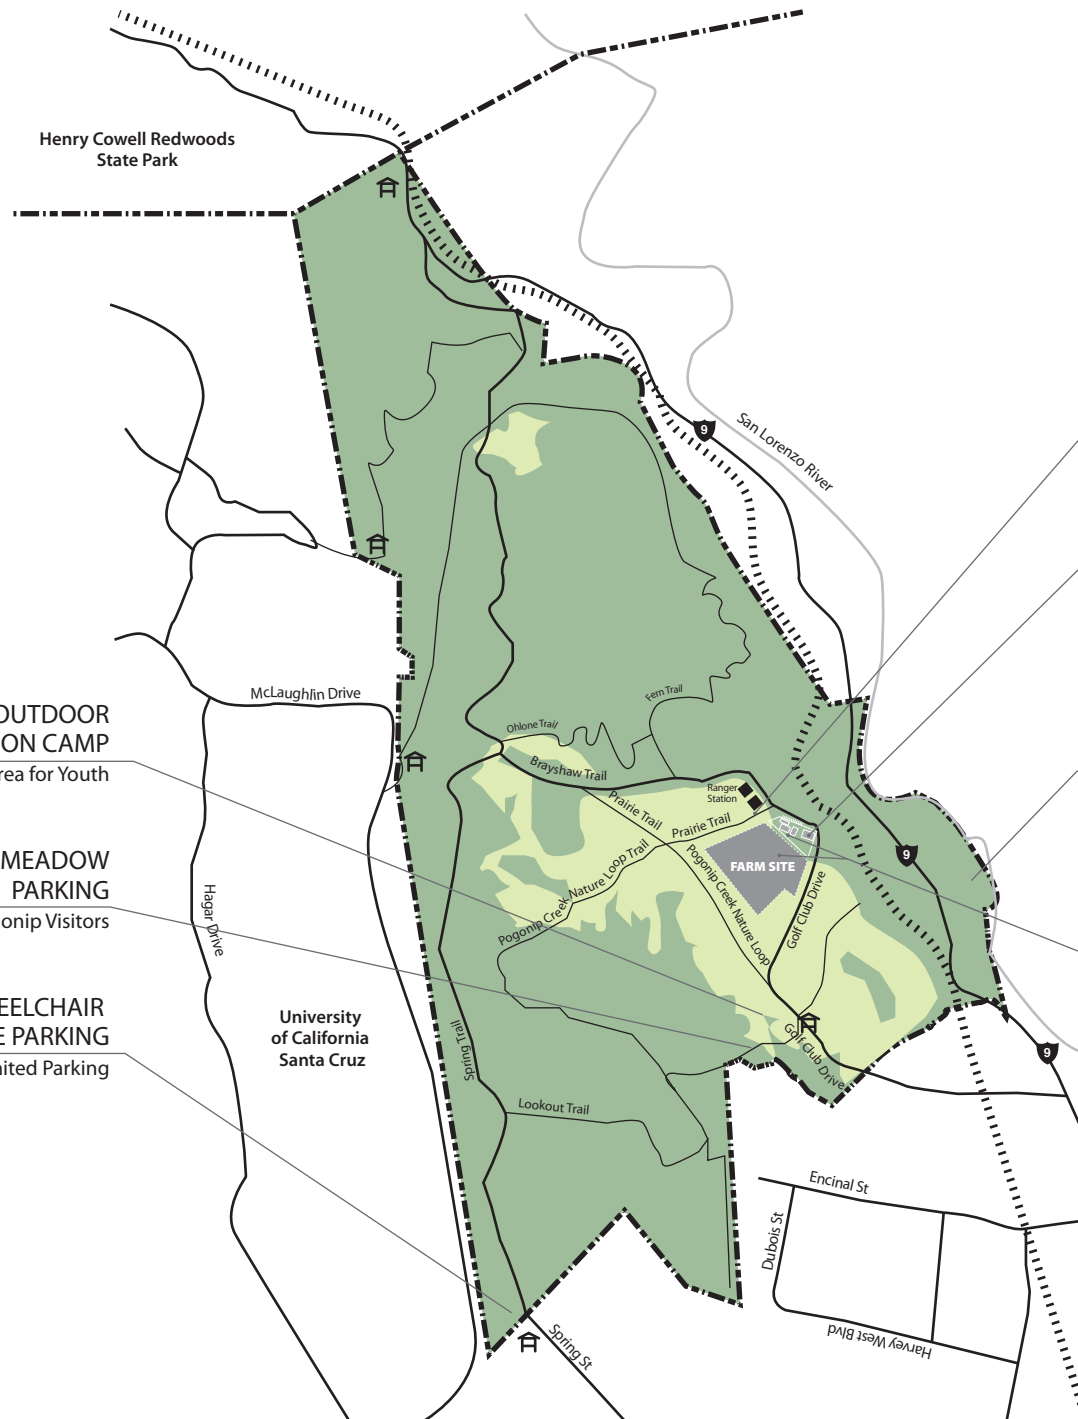 Henry Cowell Redwoods
State Park
9
San Lorenzo River
McLaughlin Drive
Fern Trail
OUTDOOR
ON CAMP
rea for Youth
Ohlone Trail
Brayshaw Trail
Ranger
Station
Prairie Trail
Prairie Trail
FARM SITE
9
MEADOW
PARKING
onip Visitors
Hagar Drive
Pogonip Creek Nature Loop Trail
Pogonip Creek Nature Loop
Golf Club Drive
EELCHAIR
E PARKING
ited Parking
University
of California
Santa Cruz
Spring Trail
Golf Club Drive
9
Lookout Trail
Encinal St
Dubois St
Harvey West Blvd
Spring St